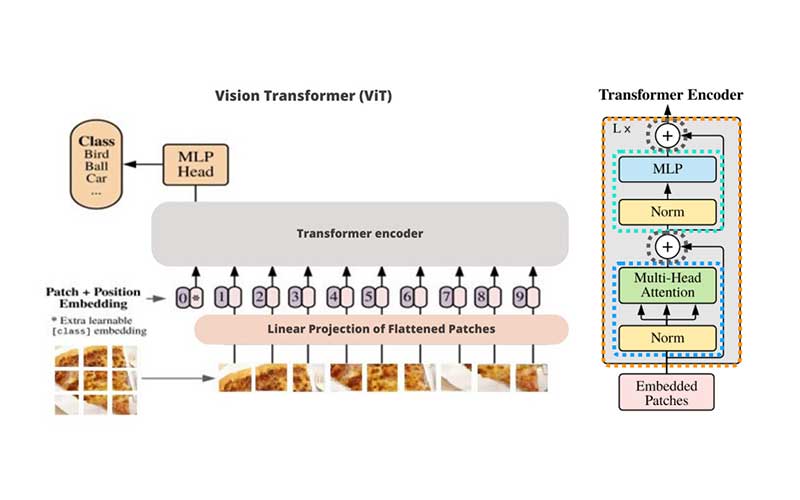 Vision Transformer (ViT)
Class
Bird
Ball
Car
...
MLP
Head
Transformer encoder
Patch + Position
Embedding
* Extra learnable
[class] embedding
0 * 1 2 3 4 5 6 7 8 9
Linear Projection of Flattened Patches
Transformer Encoder
L x
+
MLP
Norm
+
Multi-Head
Attention
Norm
Embedded
Patches